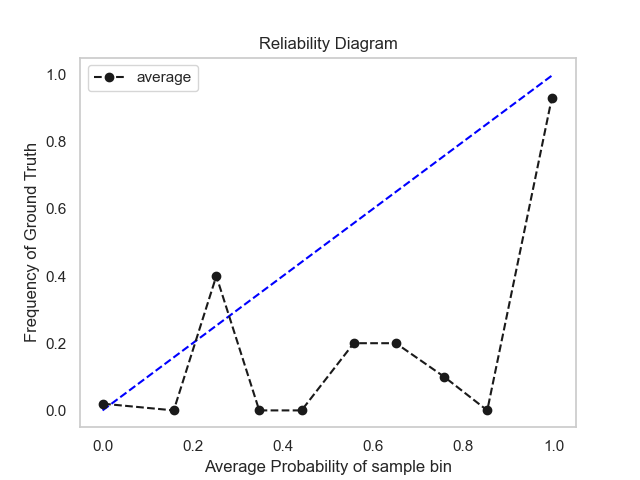 Reliability Diagram
average
1.0
0.8
0.6
0.4
0.2
0.0
Frequency of Ground Truth
0.0 0.2 0.4 0.6 0.8 1.0
Average Probability of sample bin